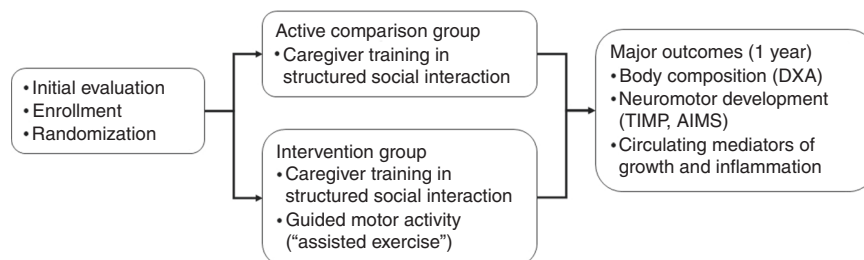 • Initial evaluation
• Enrollment
• Randomization
Active comparison group
• Caregiver training in
structured social interaction
Intervention group
• Caregiver training in
structured social interaction
• Guided motor activity
(“assisted exercise”)
Major outcomes (1 year)
• Body composition (DXA)
• Neuromotor development
(TIMP, AIMS)
• Circulating mediators of
growth and inflammation